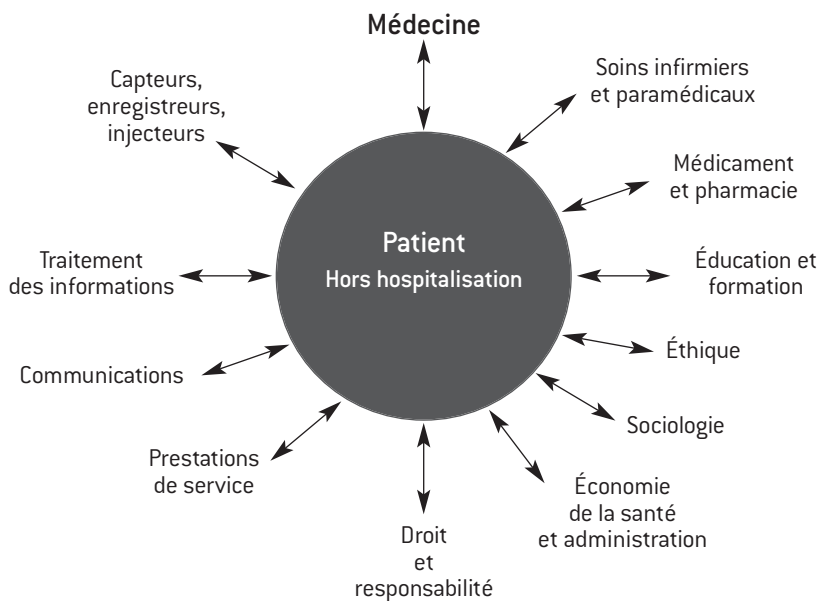 Médecine
Soins infirmiers
et paramédicaux
Médicament
et pharmacie
Éducation et
formation
Éthique
Sociologie
Économie
de la santé
et administration
Droit
et
responsabilité
Prestations
de service
Communications
Traitement
des informations
Capteurs,
enregistreurs,
injecteurs
Patient
Hors hospitalisation